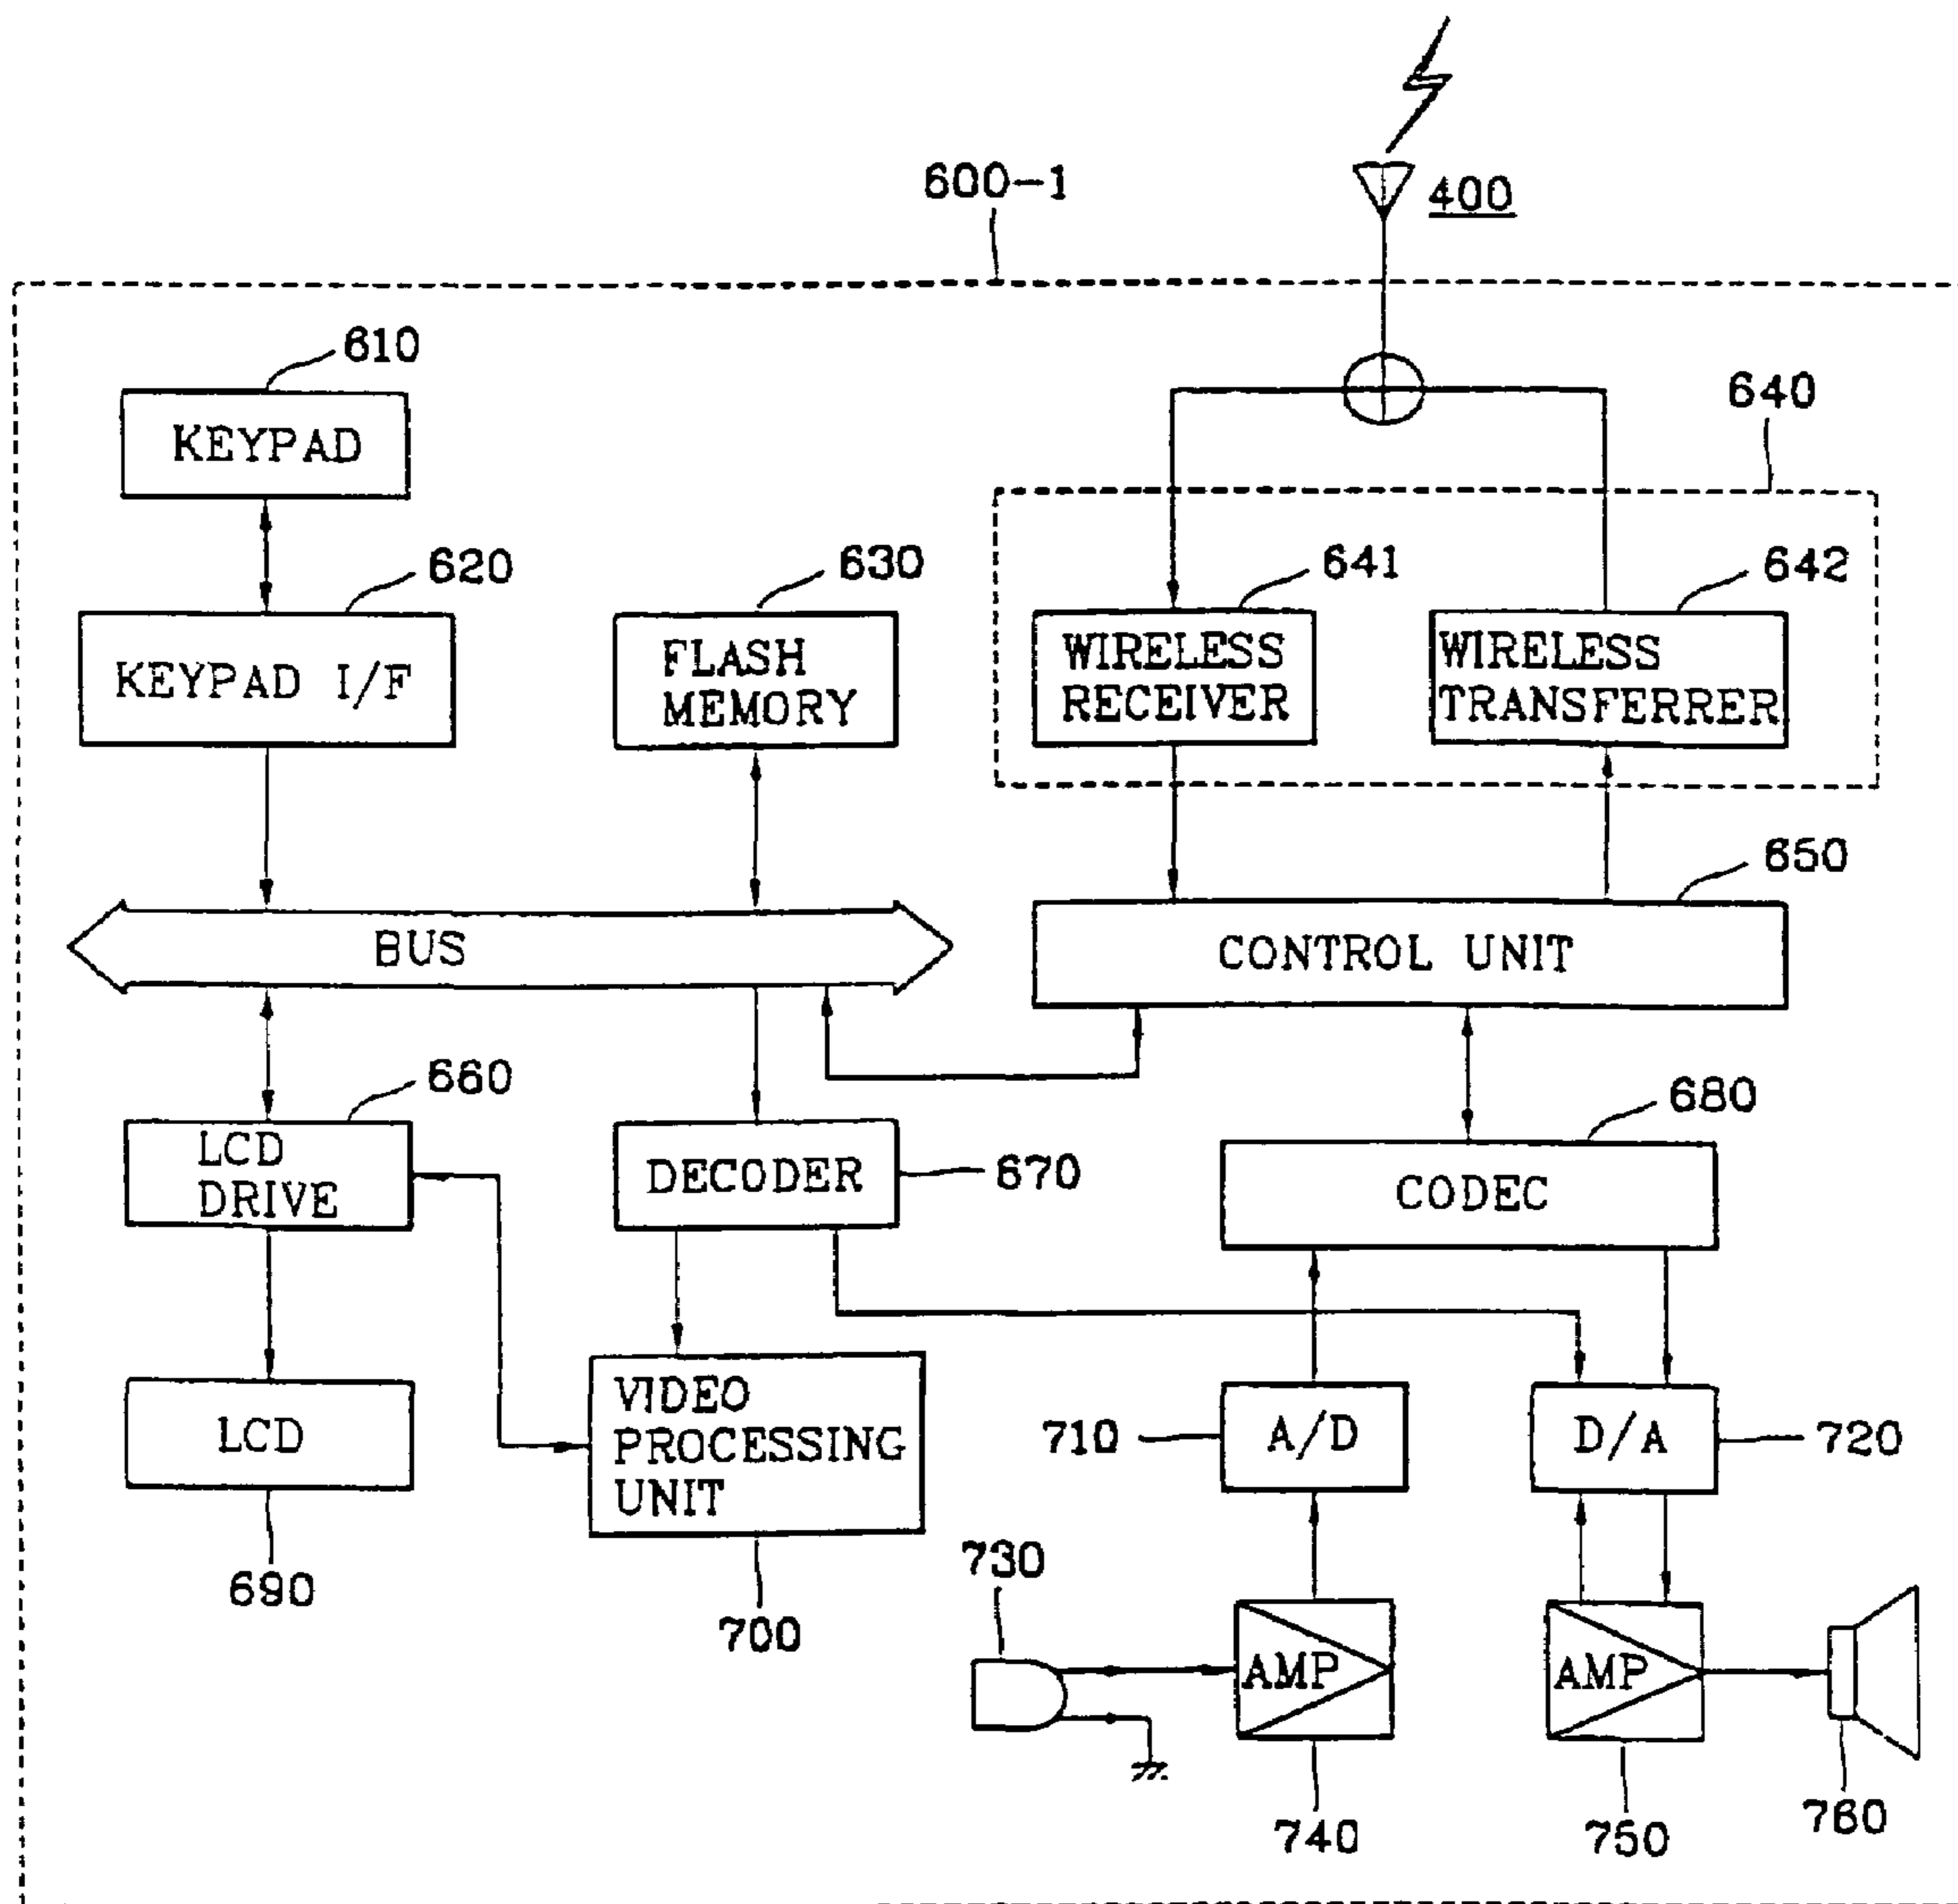 600-1
400
610
KEYPAD
640
620
KEYPAD I/F
630
FLASH
MEMORY
641
WIRELESS
RECEIVER
642
WIRELESS
TRANSFERRER
BUS
650
CONTROL UNIT
660
LCD
DRIVE
DECODER
670
680
CODEC
LCD
690
VIDEO
PROCESSING
UNIT
700
710
A/D
D/A
720
730
AMP
740
AMP
750
760